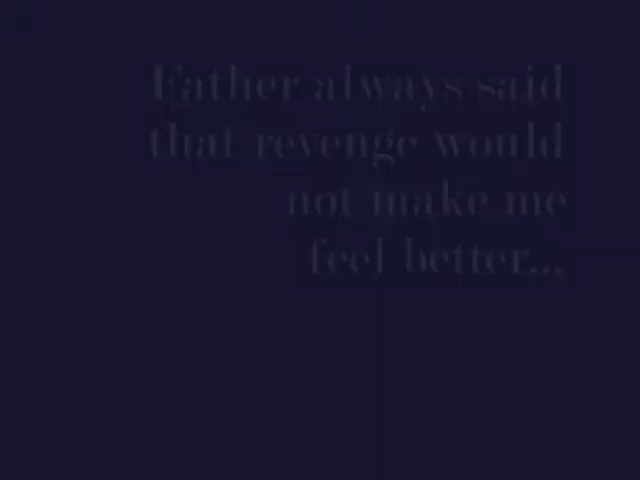 Father always said
that revenge would
not make me
feel better...